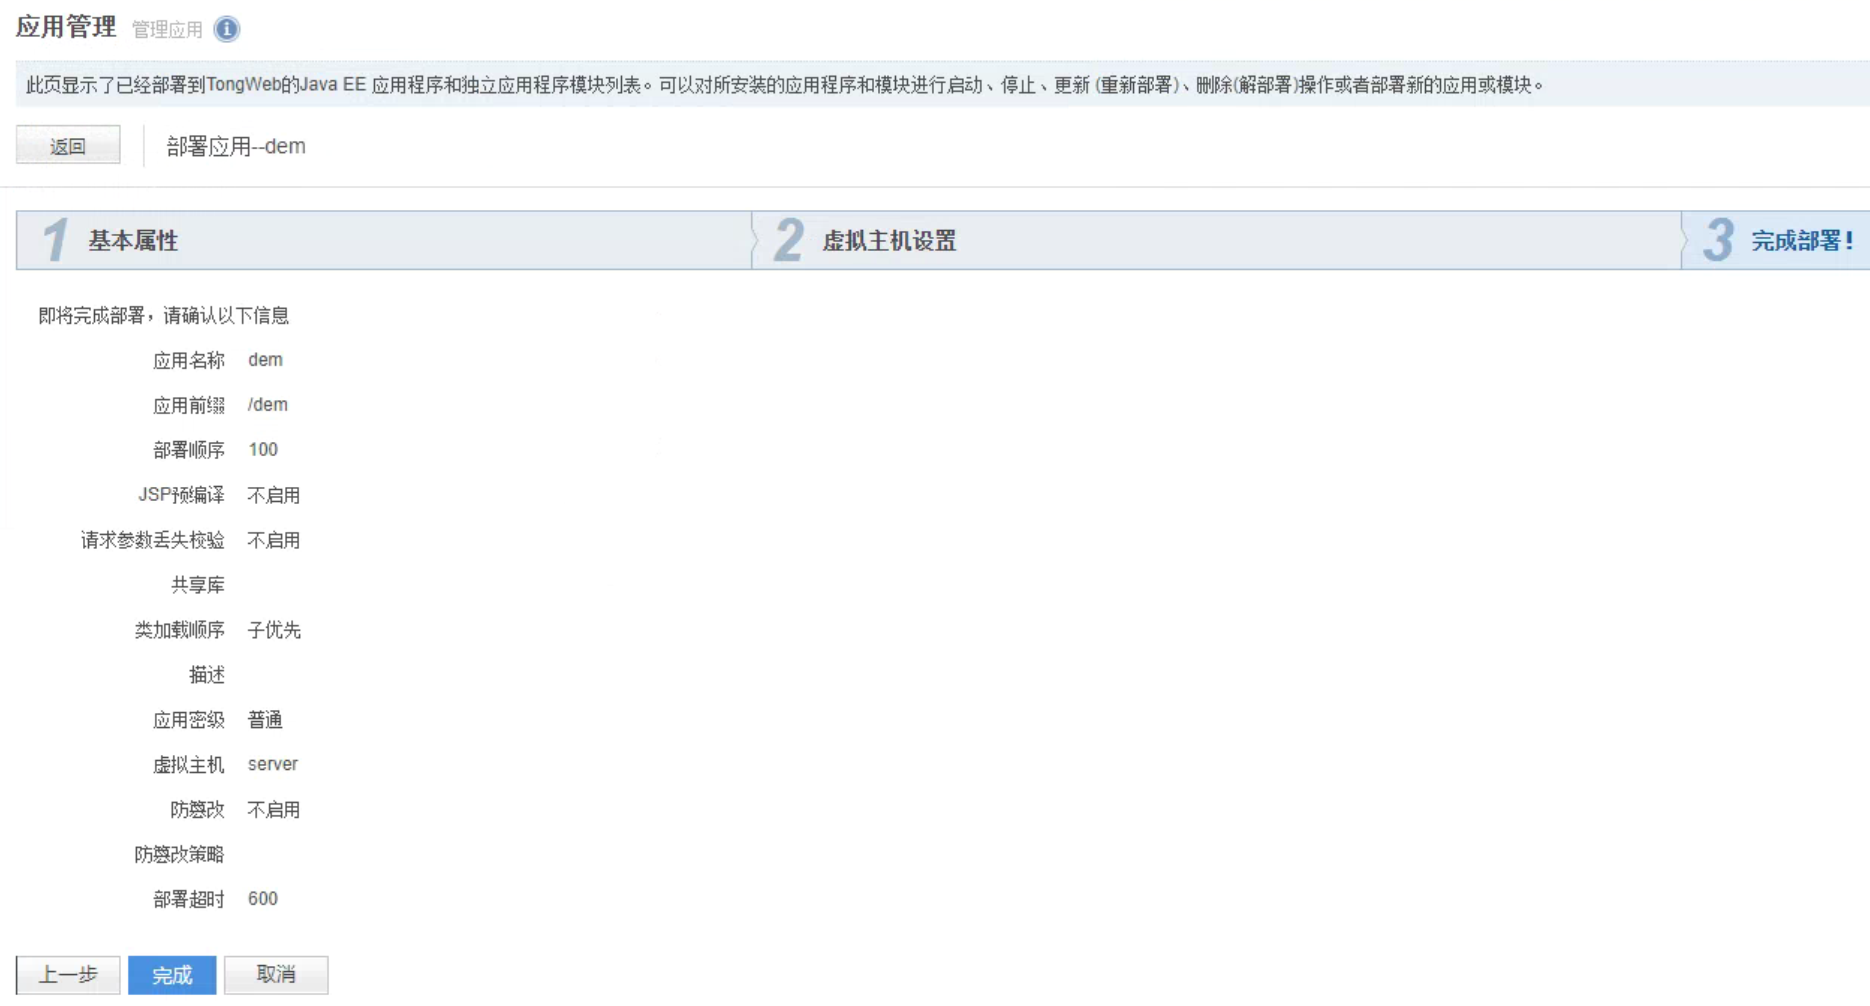 应用管理 管理应用
此页显示了已经部署到TongWeb的Java EE 应用程序和独立应用程序模块列表。可以对所安装的应用程序和模块进行启动、停止、更新 (重新部署)、删除(解部署)操作或者部署新的应用或模块。
返回 部署应用--dem
1 基本属性 2 虚拟主机设置 3 完成部署！
即将完成部署，请确认以下信息
应用名称 dem
应用前缀 /dem
部署顺序 100
JSP预编译 不启用
请求参数丢失校验 不启用
共享库
类加载顺序 子优先
描述
应用密级 普通
虚拟主机 server
防篡改 不启用
防篡改策略
部署超时 600
上一步 完成 取消